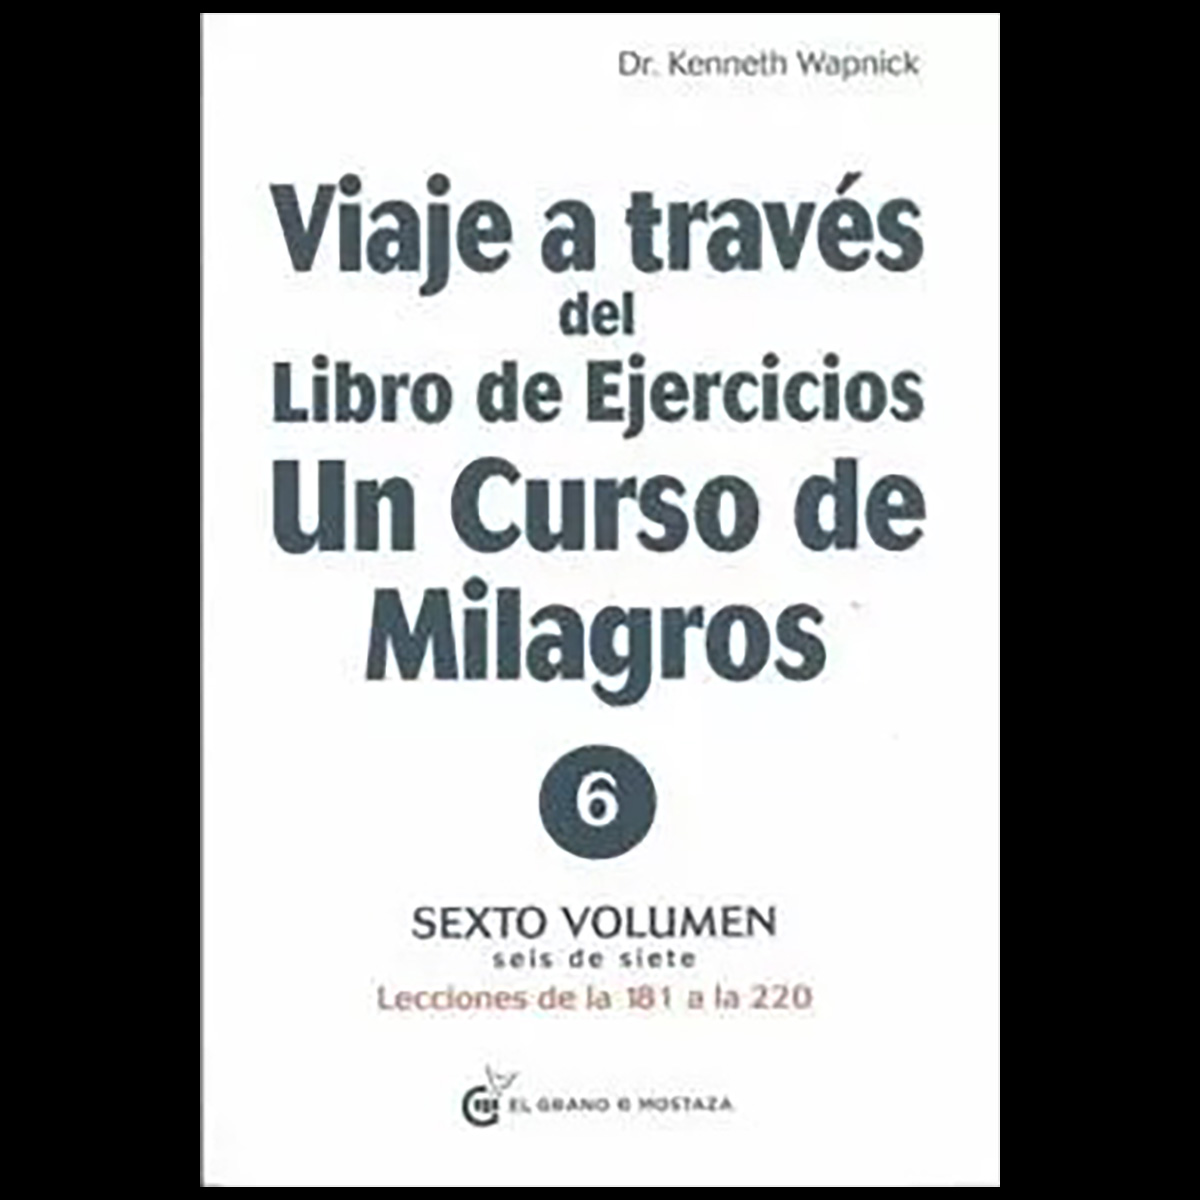 Dr. Kenneth Wapnick
Viaje a través
del
Libro de Ejercicios
Un Curso de
Milagros
6
SEXTO VOLUMEN
seis de siete
Lecciones de la 181 a la 220
EL GRANO D MOSTAZA